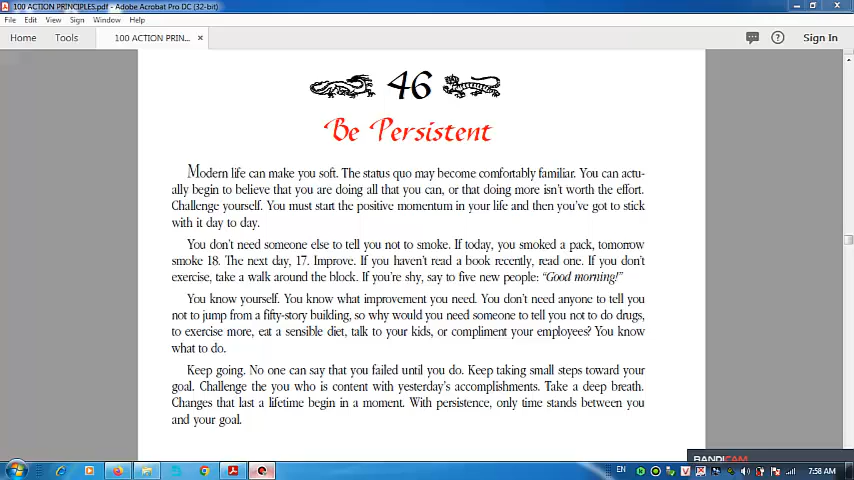 100 ACTION PRINCIPLES.pdf - Adobe Acrobat Pro DC (32-bit)
File Edit View Sign Window Help
Home Tools 100 ACTION PRIN... × Sign In
46
Be Persistent
Modern life can make you soft. The status quo may become comfortably familiar. You can actu-
ally begin to believe that you are doing all that you can, or that doing more isn't worth the effort.
Challenge yourself. You must start the positive momentum in your life and then you've got to stick
with it day to day.
You don't need someone else to tell you not to smoke. If today, you smoked a pack, tomorrow
smoke 18. The next day, 17. Improve. If you haven't read a book recently, read one. If you don't
exercise, take a walk around the block. If you're shy, say to five new people: "Good morning!"
You know yourself. You know what improvement you need. You don't need anyone to tell you
not to jump from a fifty-story building, so why would you need someone to tell you not to do drugs,
to exercise more, eat a sensible diet, talk to your kids, or compliment your employees? You know
what to do.
Keep going. No one can say that you failed until you do. Keep taking small steps toward your
goal. Challenge the you who is content with yesterday's accomplishments. Take a deep breath.
Changes that last a lifetime begin in a moment. With persistence, only time stands between you
and your goal.
BANDICAM
EN 7:58 AM